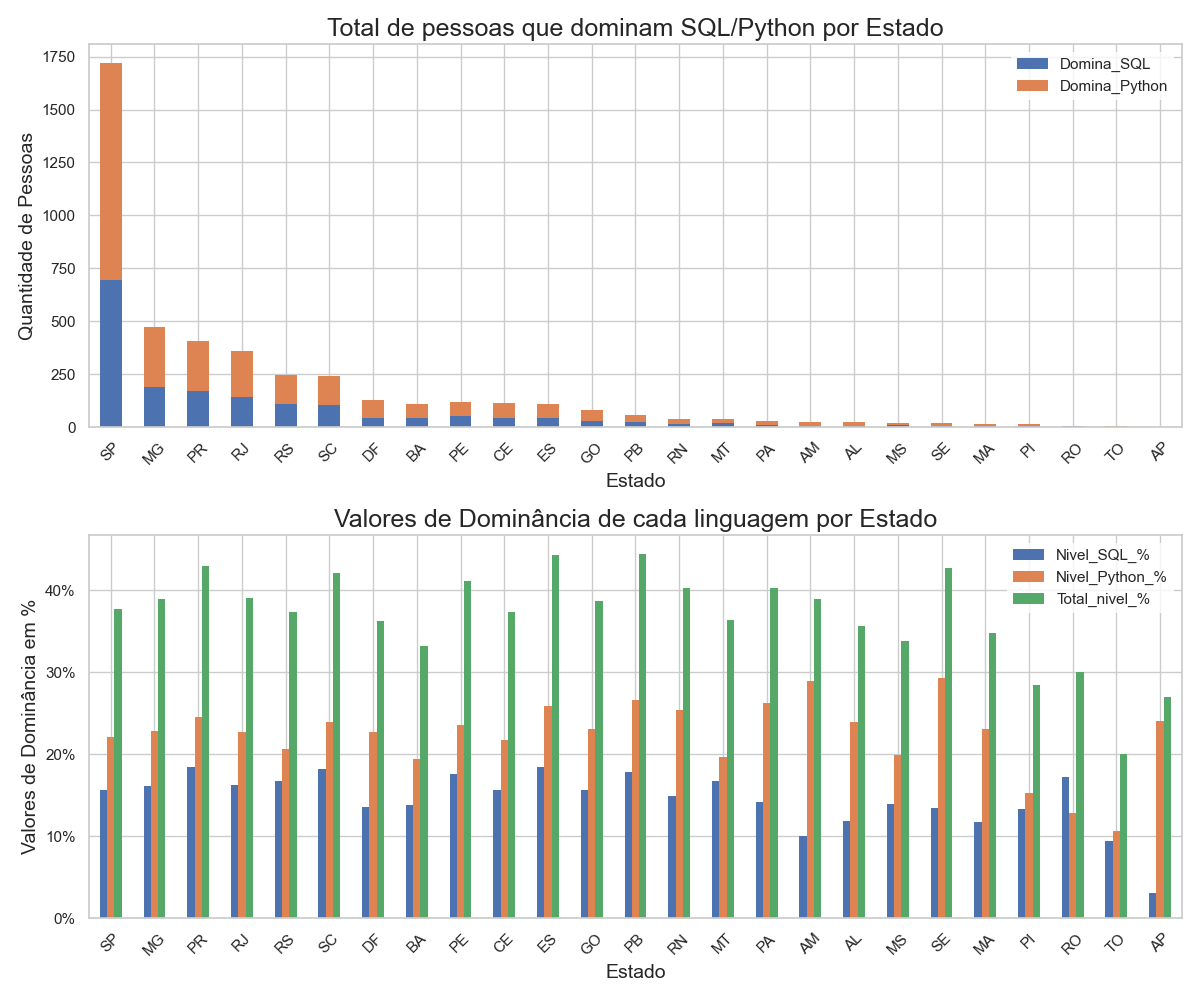 Total de pessoas que dominam SQL/Python por Estado
Quantidade de Pessoas
1750
1500
1250
1000
750
500
250
0
Domina_SQL
Domina_Python
SP MG PR RJ RS SC DF BA PE CE ES GO PB RN MT PA AM AL MS SE MA PI RO TO AP
Estado
Valores de Dominância de cada linguagem por Estado
Valores de Dominância em %
40%
30%
20%
10%
0%
Nivel_SQL_%
Nivel_Python_%
Total_nivel_%
SP MG PR RJ RS SC DF BA PE CE ES GO PB RN MT PA AM AL MS SE MA PI RO TO AP
Estado